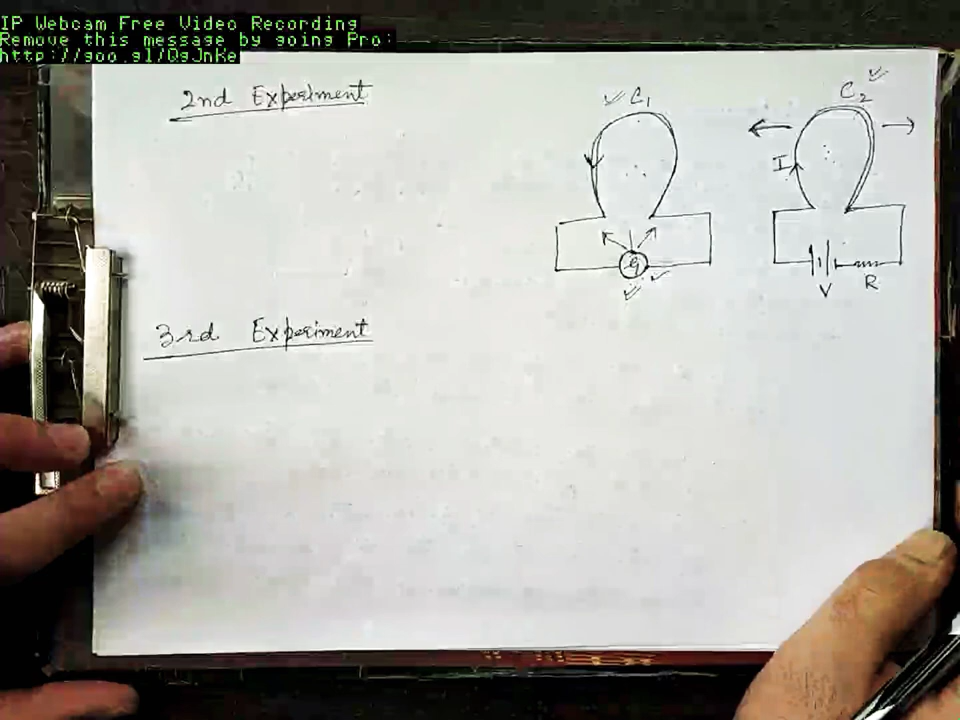 IP Webcam Free Video Recording
Remove this message by going Pro:
http://goo.gl/QgJnKe
2nd Experiment
C1
C2
I
G
V
R
3rd Experiment